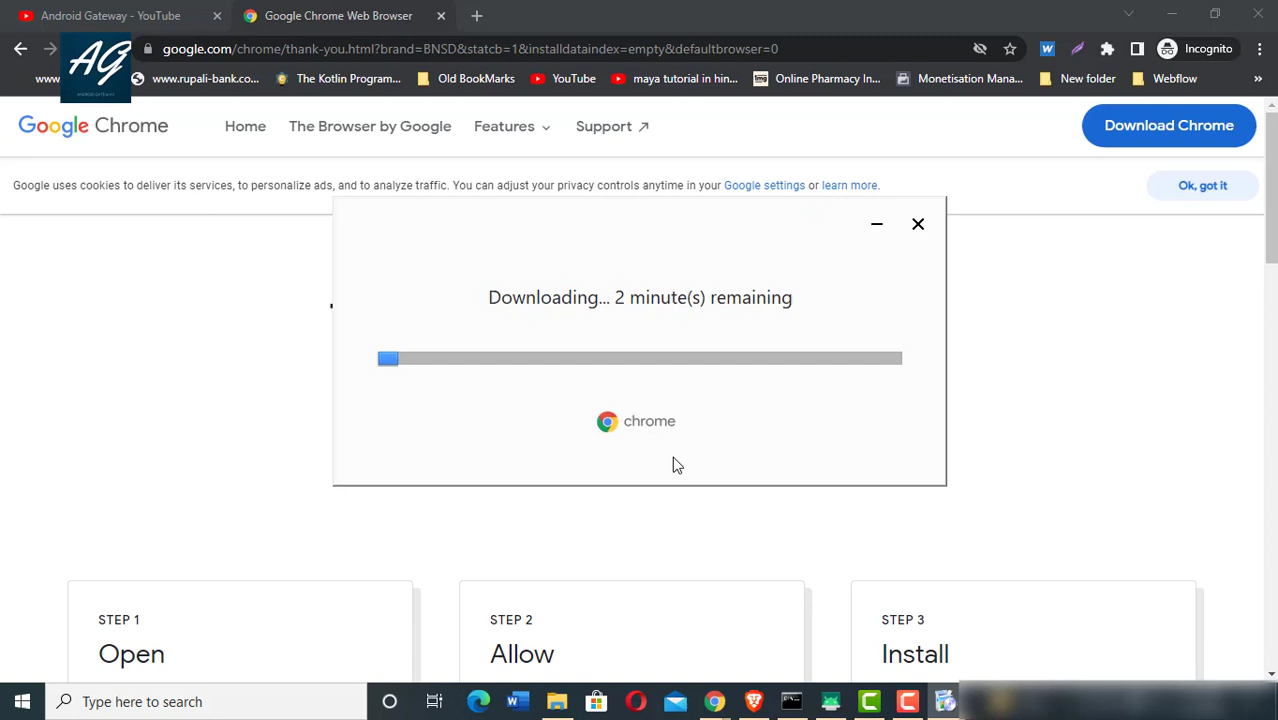 Android Gateway - YouTube
Google Chrome Web Browser
google.com/chrome/thank-you.html?brand=BNSD&statcb=1&installdataindex=empty&defaultbrowser=0
Incognito
AG
www.rupali-bank.co...
The Kotlin Program...
Old BookMarks
YouTube
maya tutorial in hin...
Online Pharmacy In...
Monetisation Mana...
New folder
Webflow
Google Chrome
Home
The Browser by Google
Features
Support
Download Chrome
Google uses cookies to deliver its services, to personalize ads, and to analyze traffic. You can adjust your privacy controls anytime in your Google settings or learn more.
Ok, got it
Downloading... 2 minute(s) remaining
chrome
STEP 1
Open
STEP 2
Allow
STEP 3
Install
Type here to search